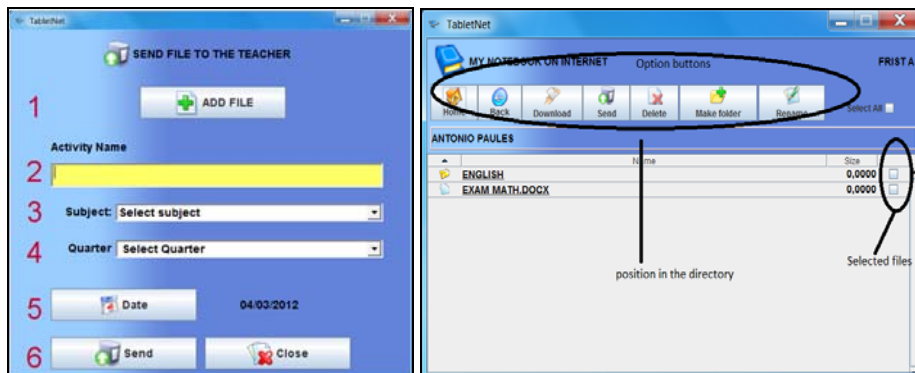 TabletNet
SEND FILE TO THE TEACHER
1
ADD FILE
Activity Name
2
3
Subject: Select subject
4
Quarter Select Quarter
5
Date 04/03/2012
6
Send Close
TabletNet
MY NOTEBOOK ON INTERNET
Option buttons
FRIST A
Home Back Download Send Delete Make folder Rename Select All
ANTONIO PAULES
Name Size
ENGLISH 0,0000
EXAM MATH.DOCX 0,0000
Selected files
position in the directory